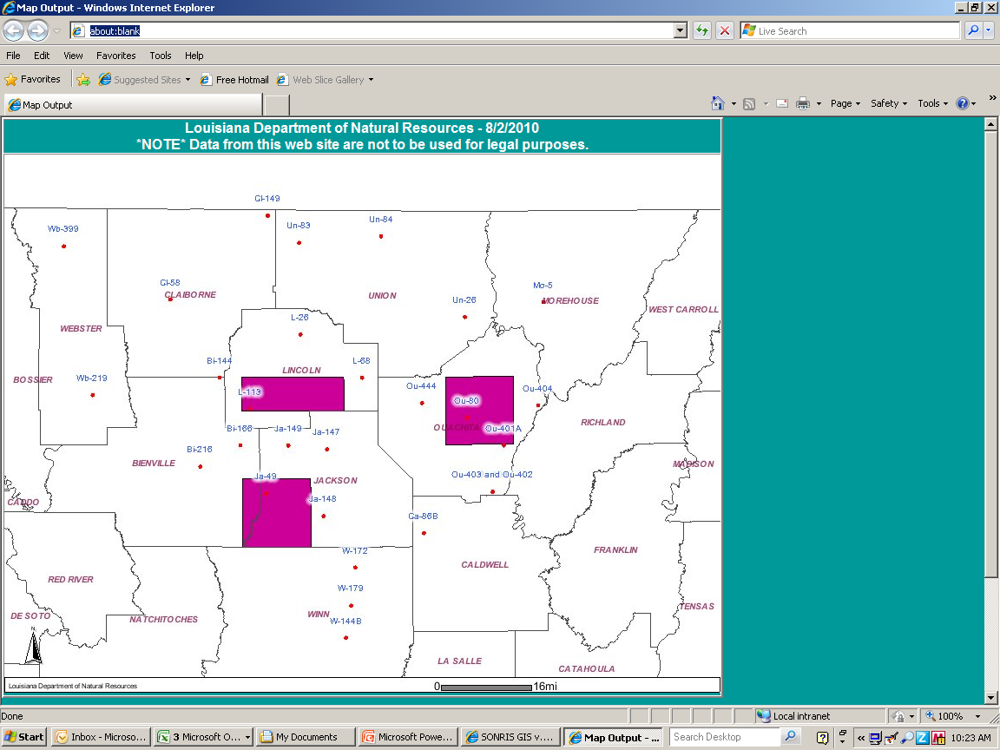 Map Output - Windows Internet Explorer
about:blank
Live Search
File Edit View Favorites Tools Help
Favorites Suggested Sites Free Hotmail Web Slice Gallery
Map Output
Page Safety Tools »
Louisiana Department of Natural Resources - 8/2/2010
*NOTE* Data from this web site are not to be used for legal purposes.
Cl-149
Un-84
Un-83
Wb-399
Cl-58
Mo-5
CLAIBORNE
UNION
Un-26
MOREHOUSE
WEST CARROLL
L-26
WEBSTER
Bi-144
L-68
LINCOLN
BOSSIER
Wb-219
Ou-444
Ou-404
L-113
Ou-80
RICHLAND
Bi-166
Ja-149
Ja-147
OUACHITA
Ou-401A
Bi-216
BIENVILLE
MADISON
Ja-49
JACKSON
Ou-403 and Ou-402
CADDO
Ja-148
Ca-86B
W-172
FRANKLIN
CALDWELL
RED RIVER
W-179
TENSAS
DE SOTO
NATCHITOCHES
WINN
W-144B
N
LA SALLE
CATAHOULA
Louisiana Department of Natural Resources
0 16mi
Done
Local intranet
100%
Start
Inbox - Microso...
3 Microsoft O...
My Documents
Microsoft Powe...
SONRIS GIS v....
Map Output - ...
Search Desktop
«
10:23 AM